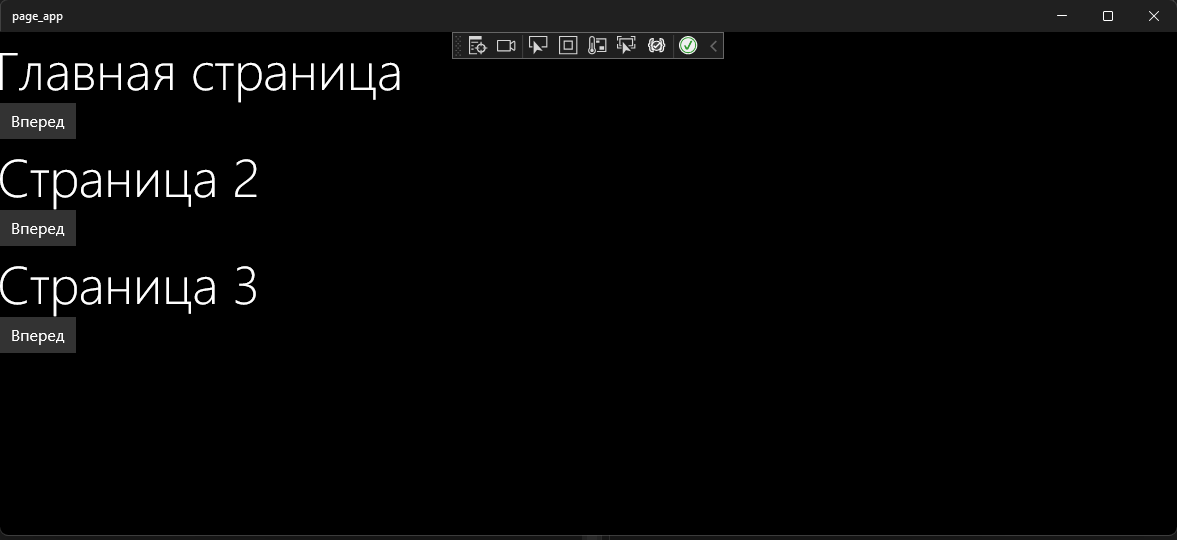 page_app
Главная страница
Вперед
Страница 2
Вперед
Страница 3
Вперед